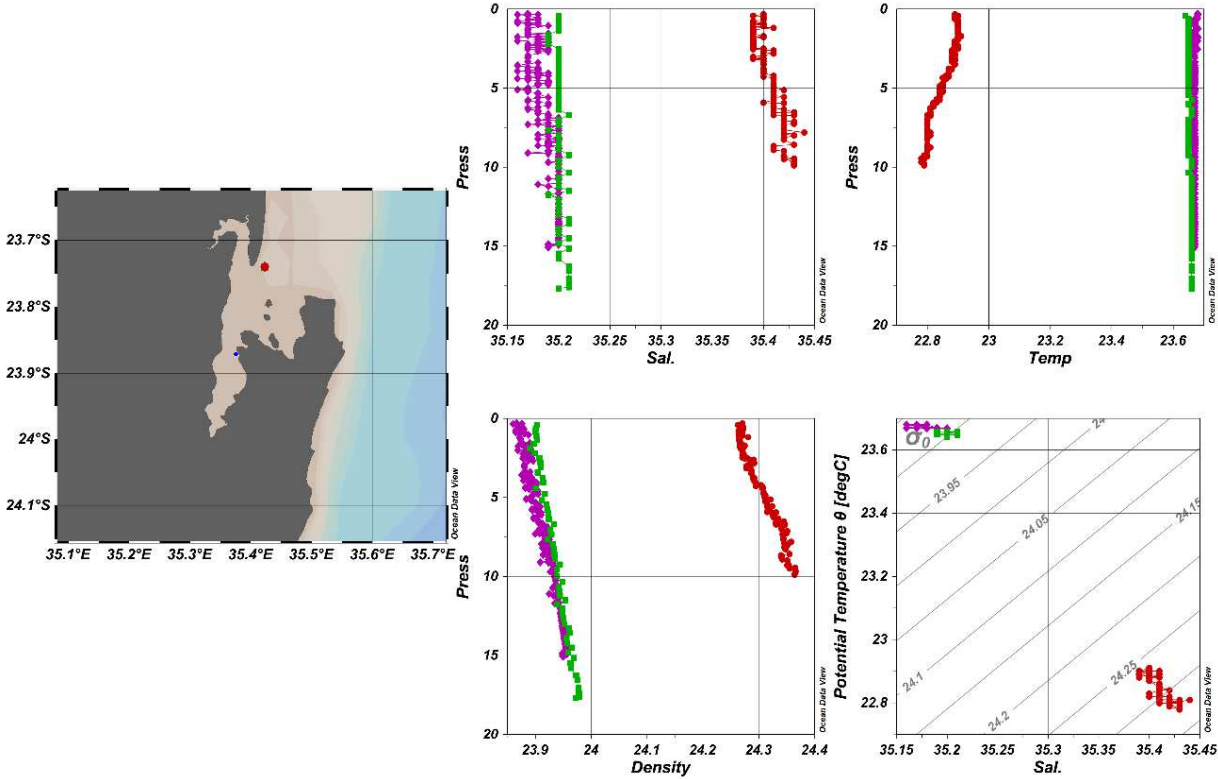 23.7°S
23.8°S
23.9°S
24°S
24.1°S
35.1°E 35.2°E 35.3°E 35.4°E 35.5°E 35.6°E 35.7°E
Ocean Data View
0
5
10
15
20
Press
35.15 35.2 35.25 35.3 35.35 35.4 35.45
Sal.
Ocean Data View
0
5
10
15
20
Press
22.8 23 23.2 23.4 23.6
Temp
Ocean Data View
0
5
10
15
20
Press
23.9 24 24.1 24.2 24.3 24.4
Density
Ocean Data View
23.6
23.4
23.2
23
22.8
Potential Temperature θ [degC]
σ0
24
23.95
24.15
24.05
24.25
24.1
24.2
35.15 35.2 35.25 35.3 35.35 35.4 35.45
Sal.
Ocean Data View